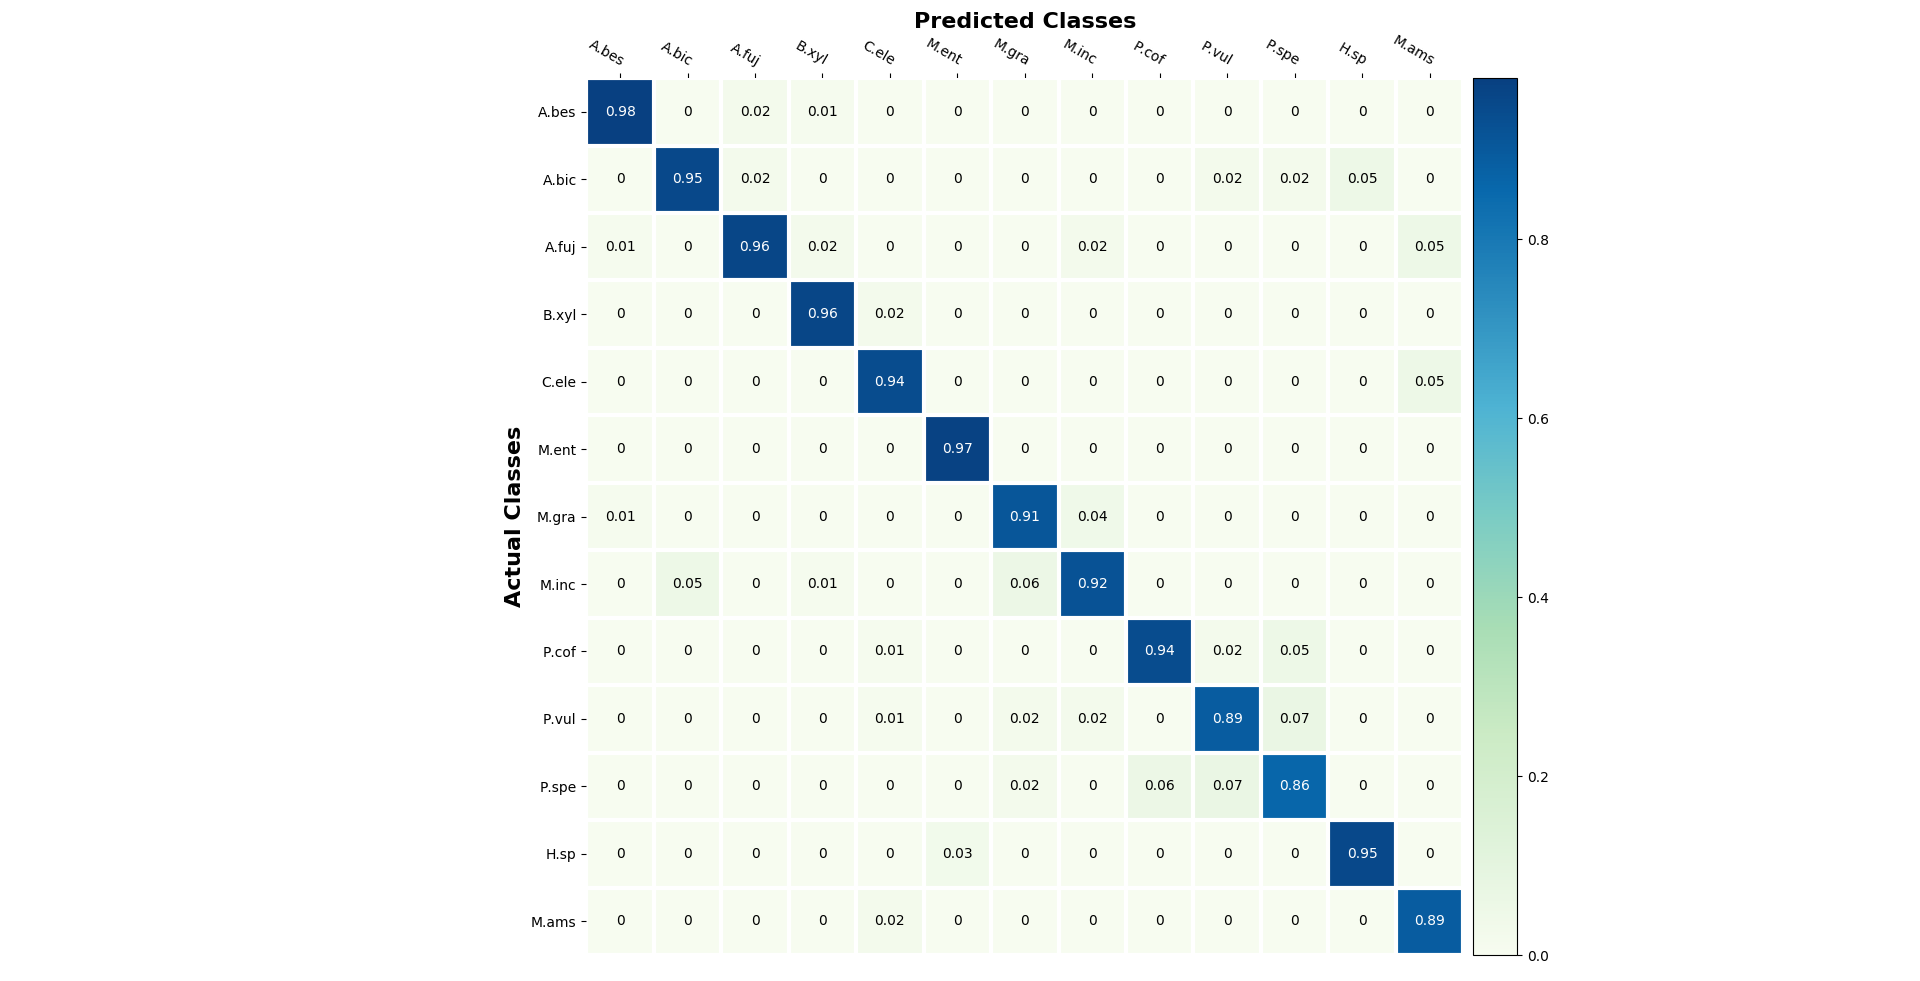 Predicted Classes
A.bes A.bic A.fuj B.xyl C.ele M.ent M.gra M.inc P.cof P.vul P.spe H.sp M.ams
A.bes 0.98 0 0.02 0.01 0 0 0 0 0 0 0 0 0
A.bic 0 0.95 0.02 0 0 0 0 0 0 0.02 0.02 0.05 0
A.fuj 0.01 0 0.96 0.02 0 0 0 0.02 0 0 0 0 0.05
0.8
B.xyl 0 0 0 0.96 0.02 0 0 0 0 0 0 0 0
C.ele 0 0 0 0 0.94 0 0 0 0 0 0 0 0.05
0.6
M.ent 0 0 0 0 0 0.97 0 0 0 0 0 0 0
Actual Classes
M.gra 0.01 0 0 0 0 0 0.91 0.04 0 0 0 0 0
M.inc 0 0.05 0 0.01 0 0 0.06 0.92 0 0 0 0 0
0.4
P.cof 0 0 0 0 0.01 0 0 0 0.94 0.02 0.05 0 0
P.vul 0 0 0 0 0.01 0 0.02 0.02 0 0.89 0.07 0 0
0.2
P.spe 0 0 0 0 0 0 0.02 0 0.06 0.07 0.86 0 0
H.sp 0 0 0 0 0 0.03 0 0 0 0 0 0.95 0
M.ams 0 0 0 0 0.02 0 0 0 0 0 0 0 0.89
0.0